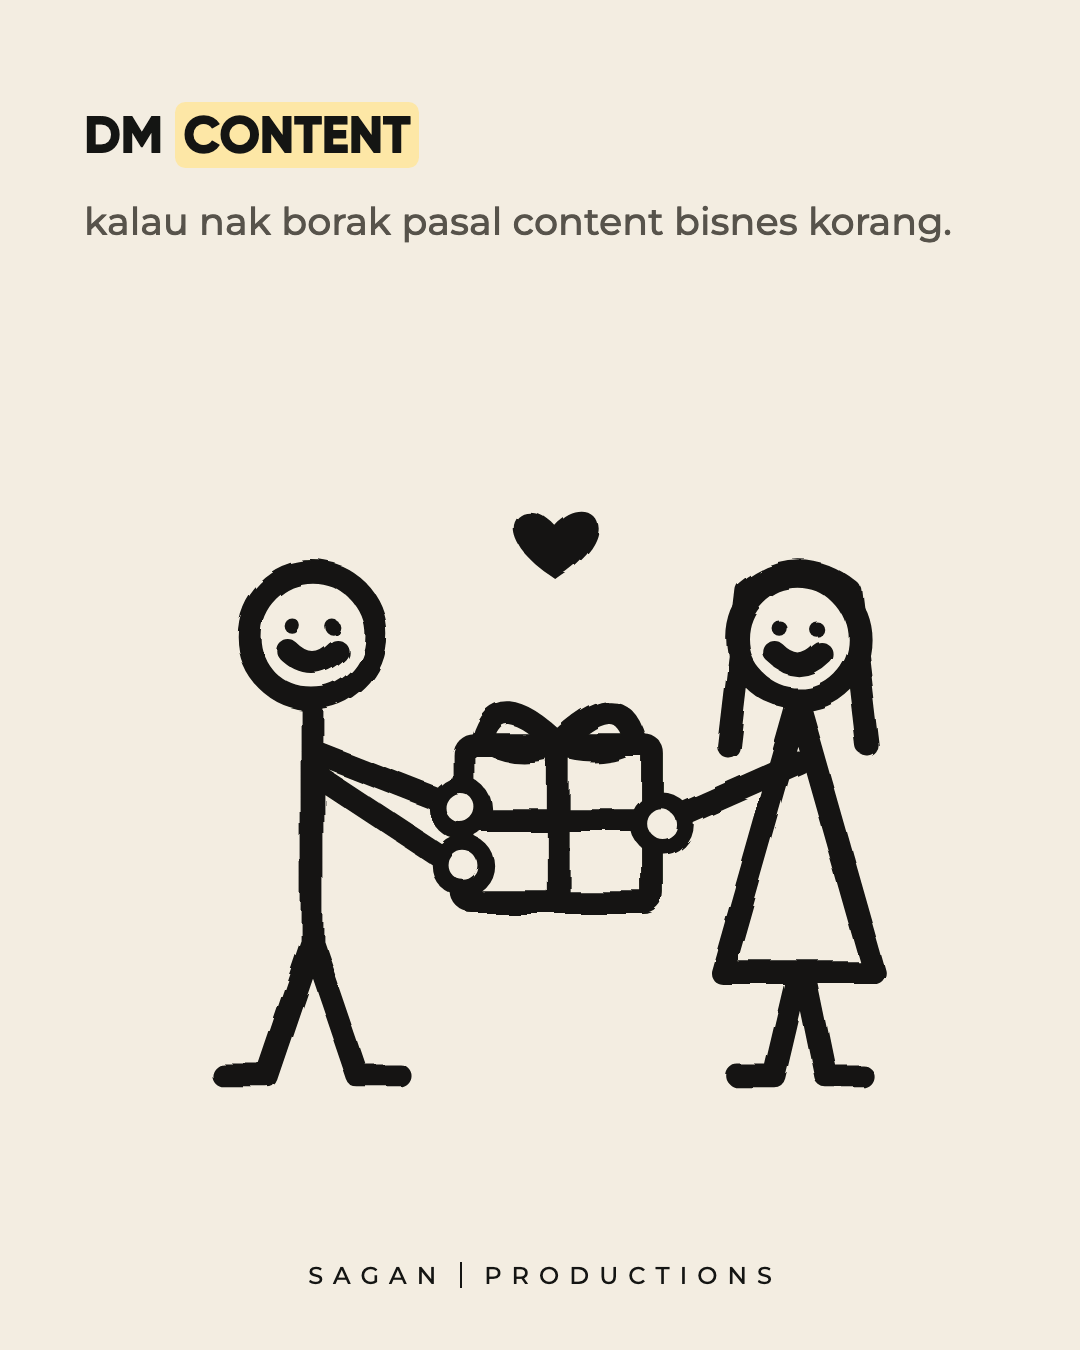 DM CONTENT
kalau nak borak pasal content bisnes korang.
SAGAN | PRODUCTIONS